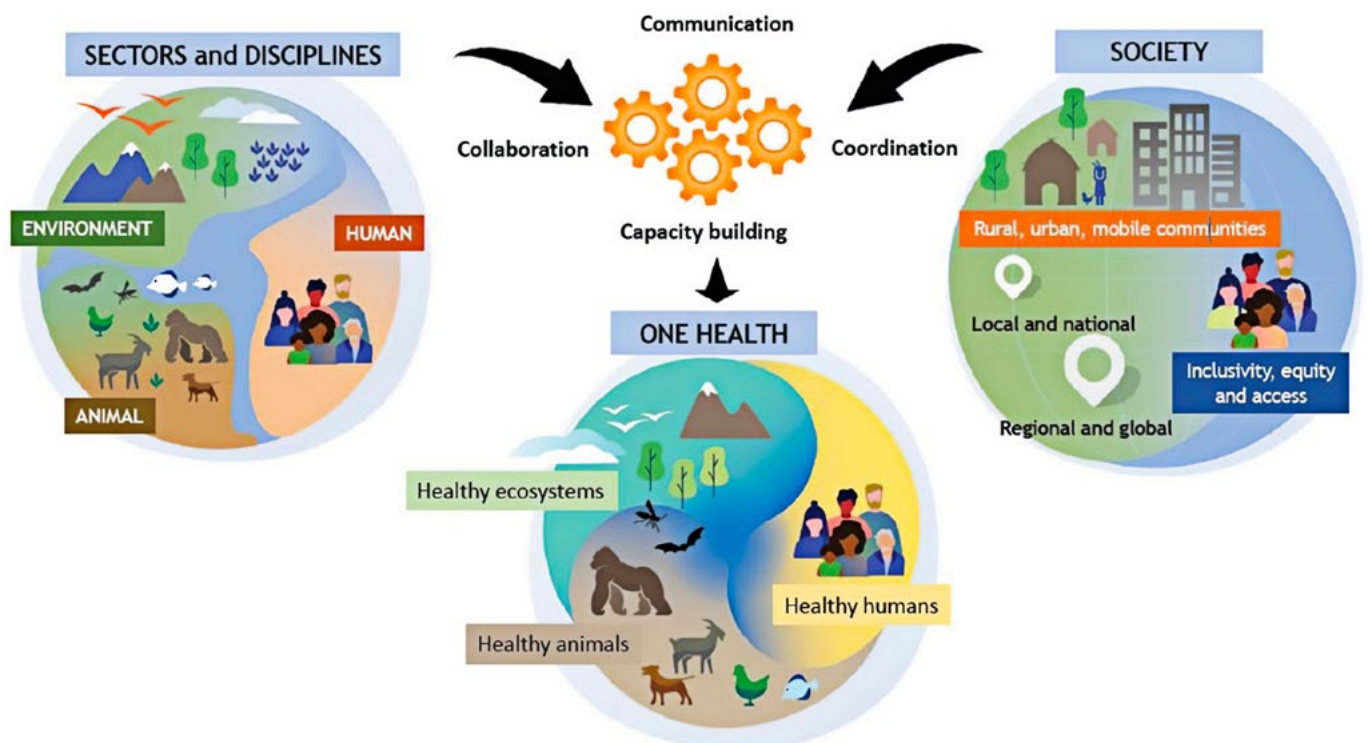 Communication
SECTORS and DISCIPLINES
SOCIETY
Collaboration
Coordination
ENVIRONMENT
HUMAN
Rural, urban, mobile communities
Capacity building
ONE HEALTH
Local and national
Inclusivity, equity
and access
ANIMAL
Regional and global
Healthy ecosystems
Healthy humans
Healthy animals